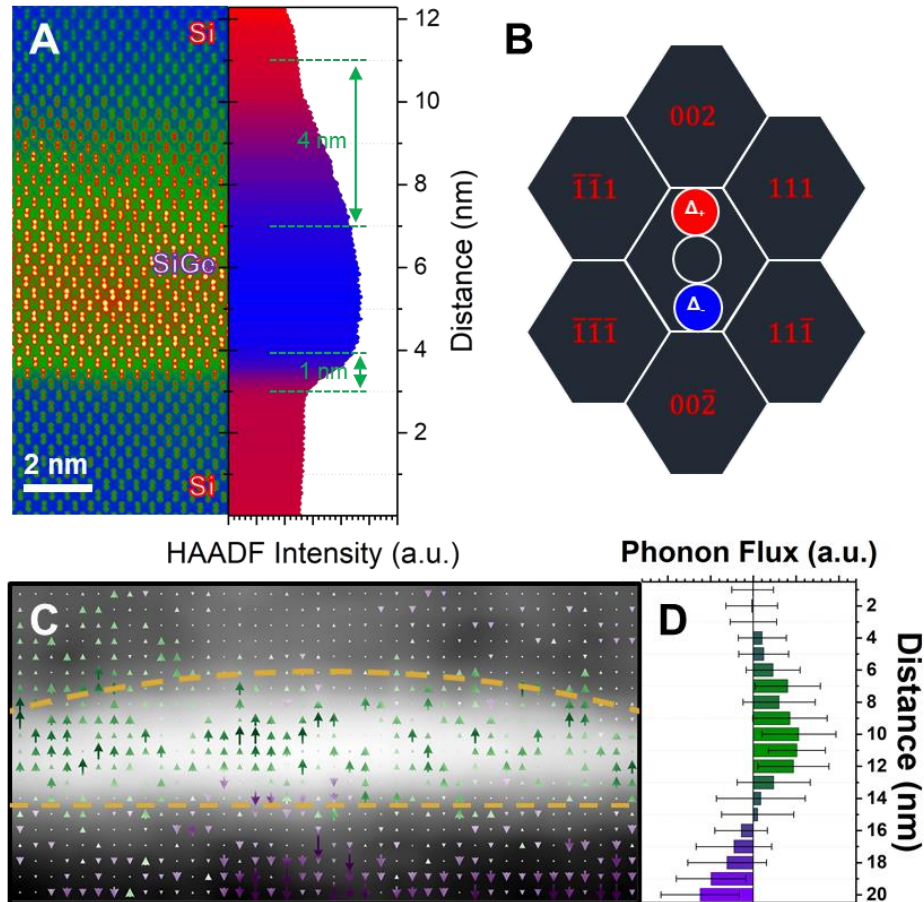 A
Si
SiGe
Si
2 nm
4 nm
1 nm
12
10
8
6
4
2
Distance (nm)
HAADF Intensity (a.u.)
B
002
1̅1̅1
111
Δ₊
Δ₋
1̅1̅1̅
111̅
002̅
C
Phonon Flux (a.u.)
D
2
4
6
8
10
12
14
16
18
20
Distance (nm)